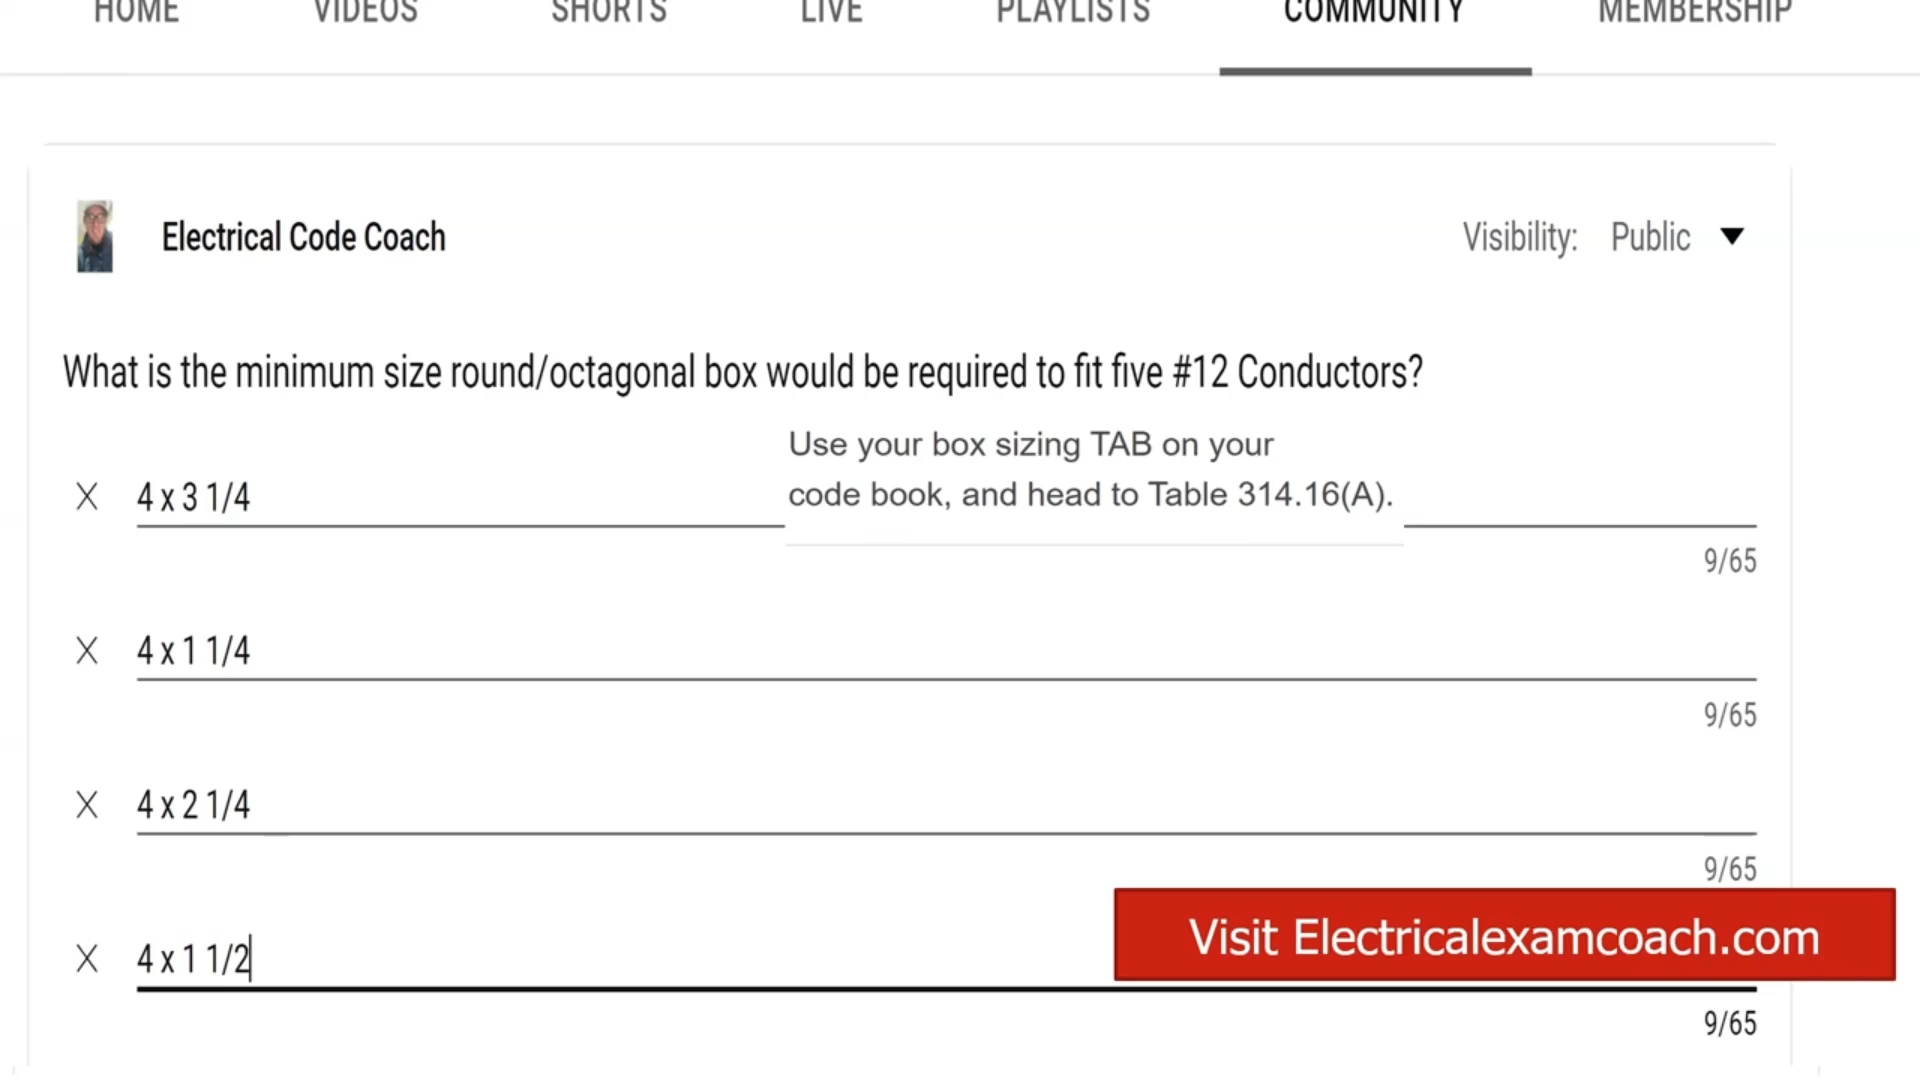 HOME VIDEOS SHORTS LIVE PLAYLISTS COMMUNITY MEMBERSHIP
Electrical Code Coach Visibility: Public
What is the minimum size round/octagonal box would be required to fit five #12 Conductors?
Use your box sizing TAB on your
code book, and head to Table 314.16(A).
X 4 x 3 1/4
9/65
X 4 x 1 1/4
9/65
X 4 x 2 1/4
9/65
Visit Electricalexamcoach.com
X 4 x 1 1/2
9/65